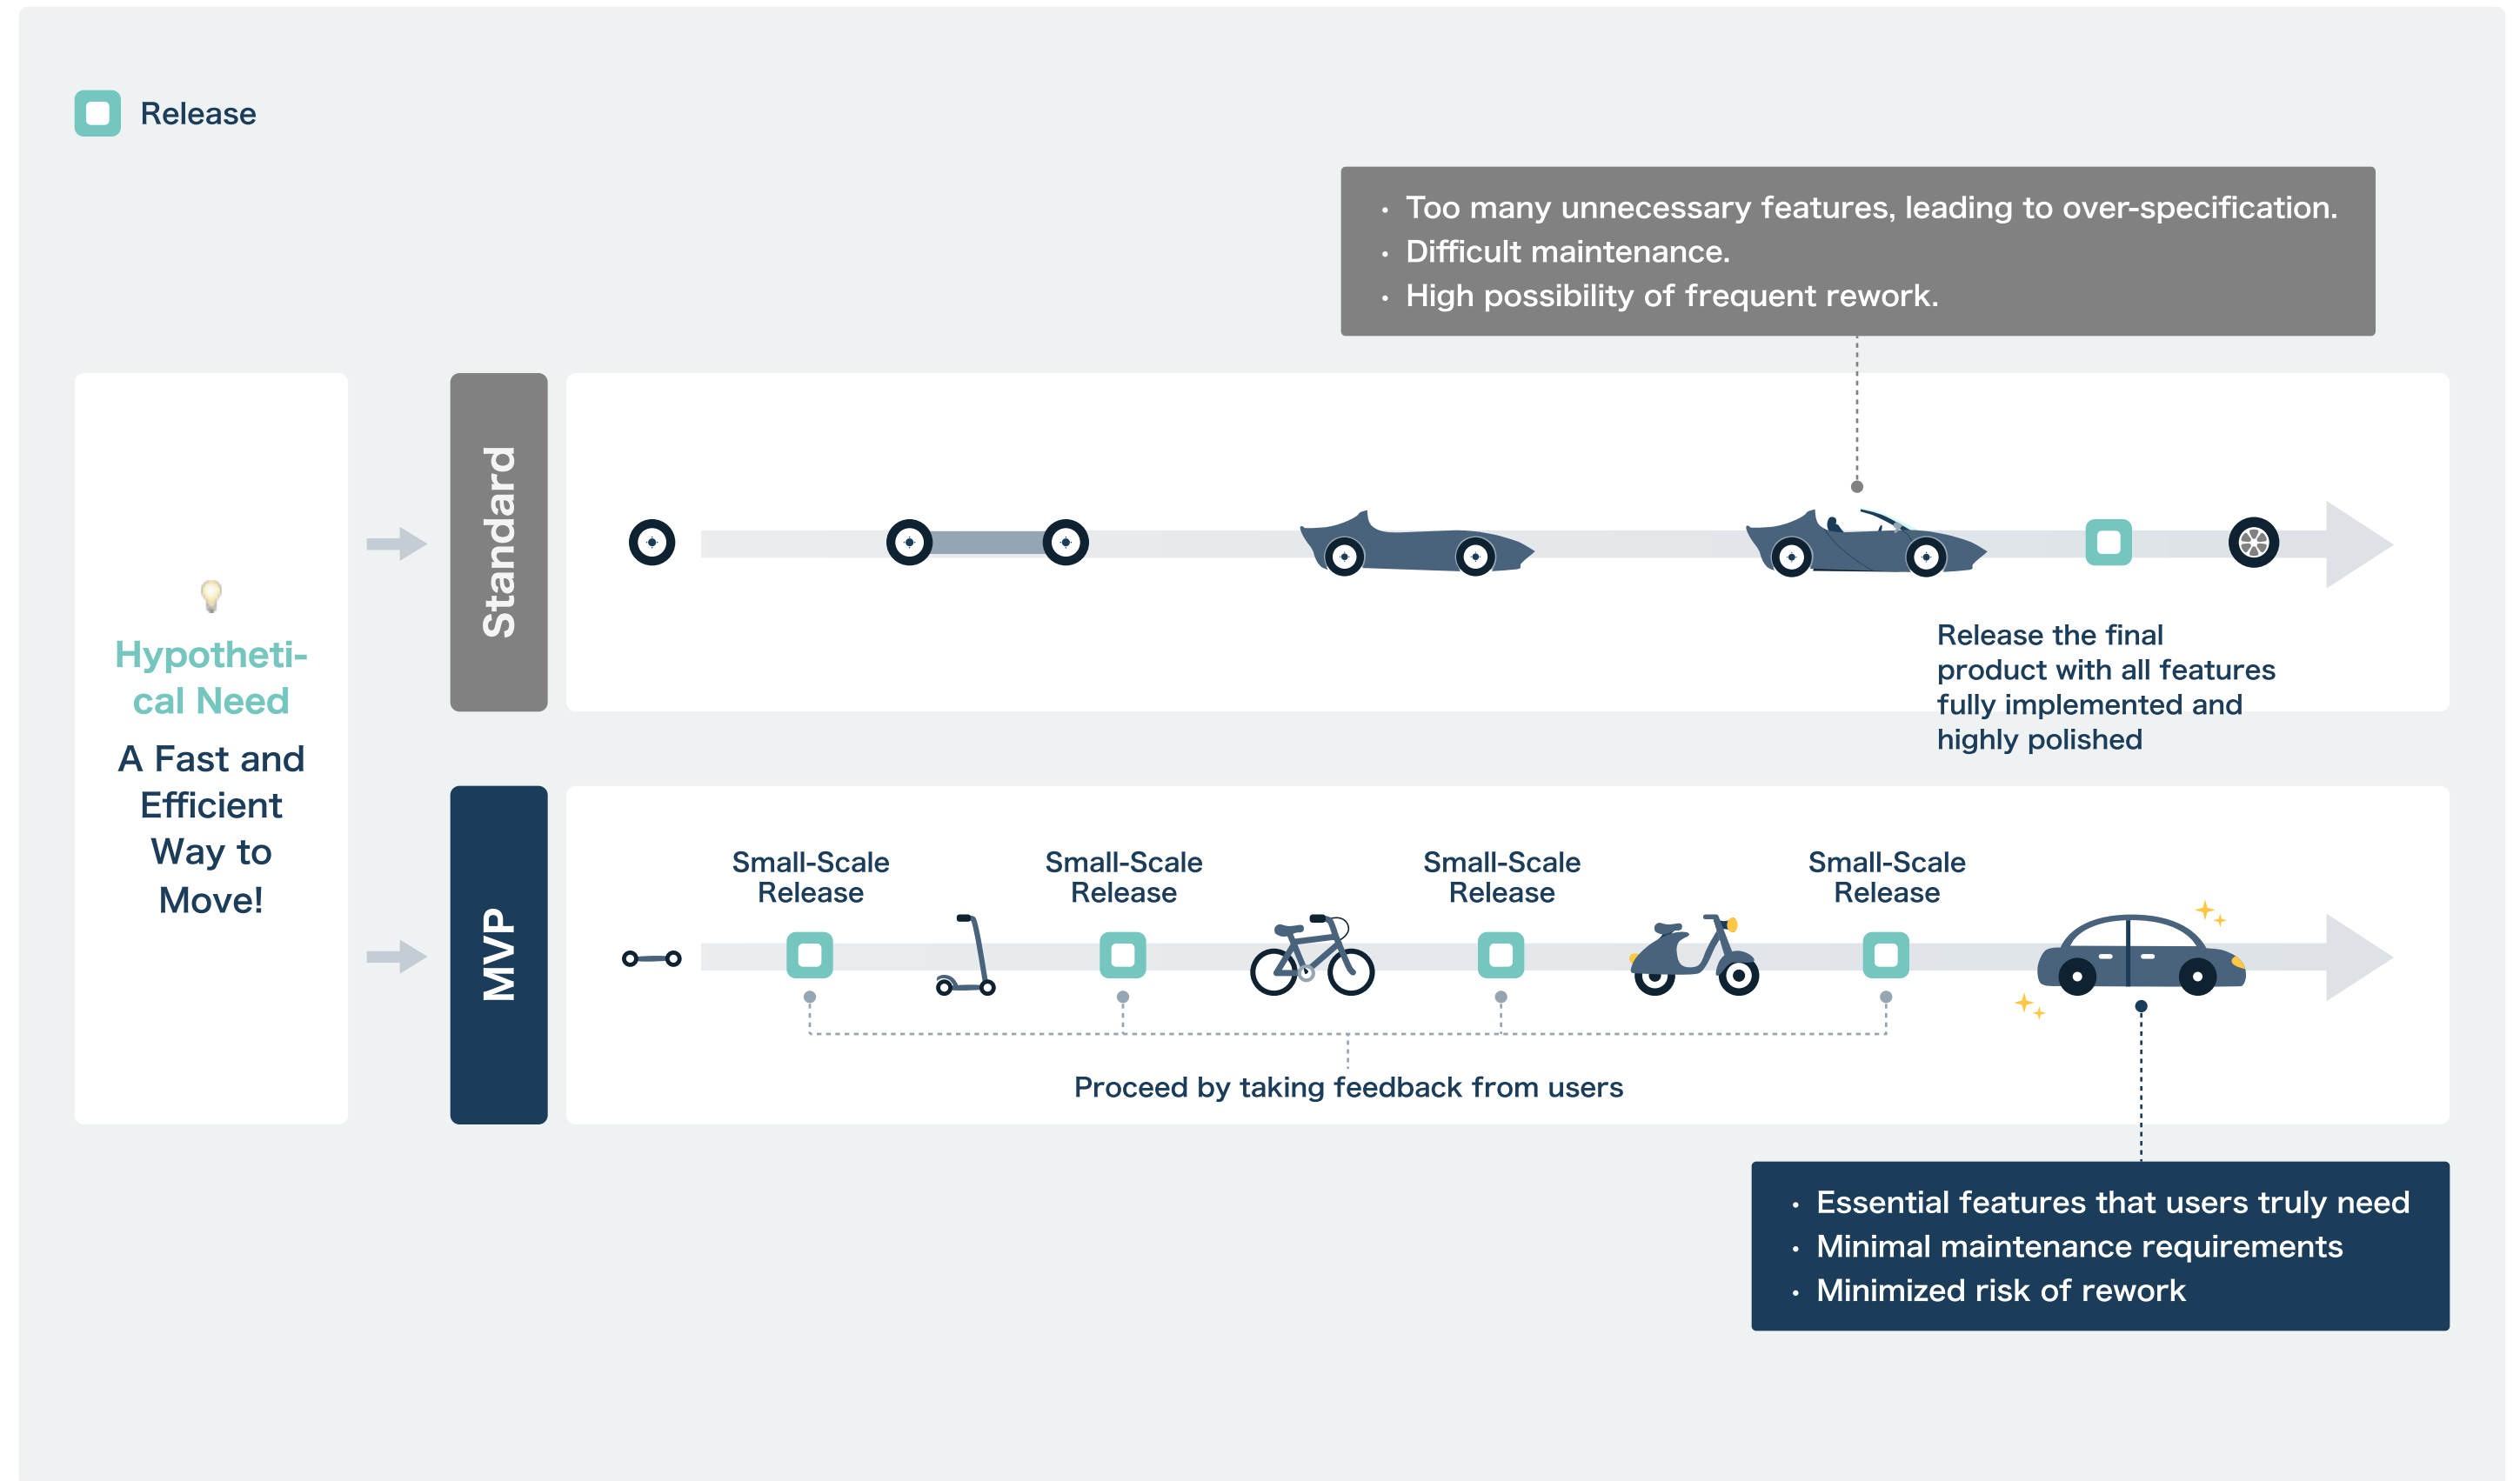 Release
• Too many unnecessary features, leading to over-specification.
• Difficult maintenance.
• High possibility of frequent rework.
Hypotheti-
cal Need
A Fast and
Efficient
Way to
Move!
Standard
Release the final
product with all features
fully implemented and
highly polished
MVP
Small-Scale
Release
Small-Scale
Release
Small-Scale
Release
Small-Scale
Release
Proceed by taking feedback from users
• Essential features that users truly need
• Minimal maintenance requirements
• Minimized risk of rework